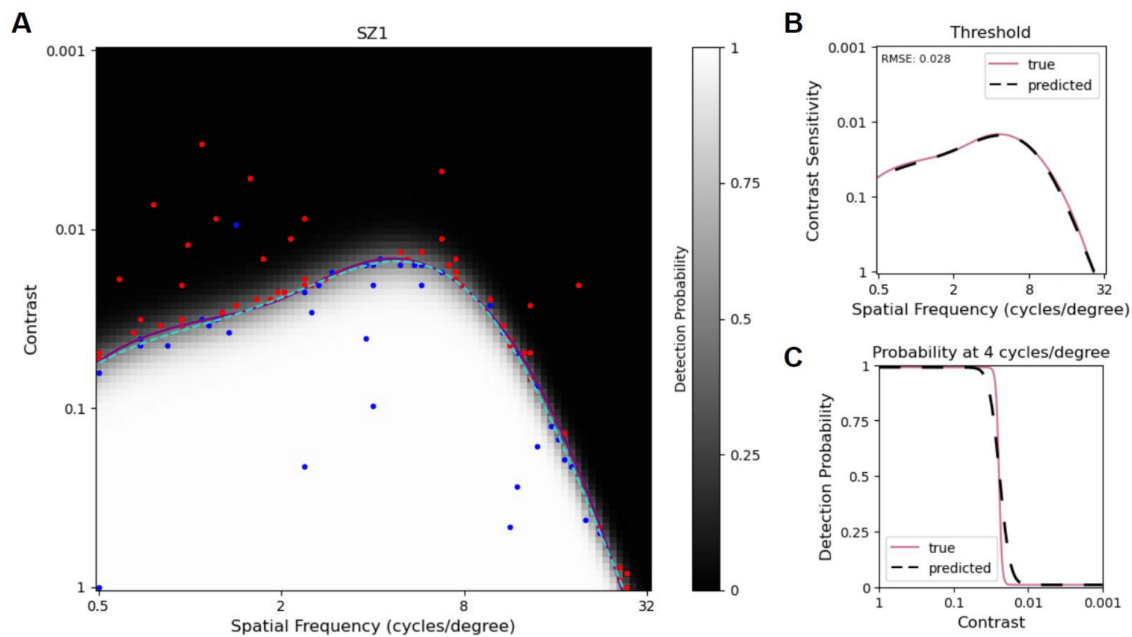 A
SZ1
Contrast
0.001
0.01
0.1
1
0.5
2
8
32
Spatial Frequency (cycles/degree)
Detection Probability
1
0.75
0.5
0.25
0
B
Threshold
RMSE: 0.028
true
predicted
Contrast Sensitivity
0.001
0.01
0.1
1
0.5
2
8
32
Spatial Frequency (cycles/degree)
C
Probability at 4 cycles/degree
Detection Probability
1
0.75
0.5
0.25
0
true
predicted
1
0.1
0.01
0.001
Contrast